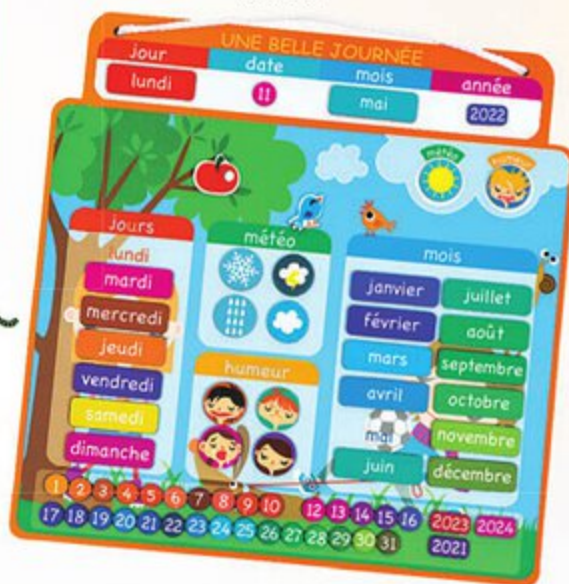 UNE BELLE JOURNÉE
jour date mois année
lundi 11 mai 2022
météo humeur
jours
lundi
mardi
mercredi
jeudi
vendredi
samedi
dimanche
météo
humeur
mois
janvier juillet
février août
mars septembre
avril octobre
mai novembre
juin décembre
1 2 3 4 5 6 7 8 9 10 12 13 14 15 16 2023 2024
17 18 19 20 21 22 23 24 25 26 27 28 29 30 31 2021